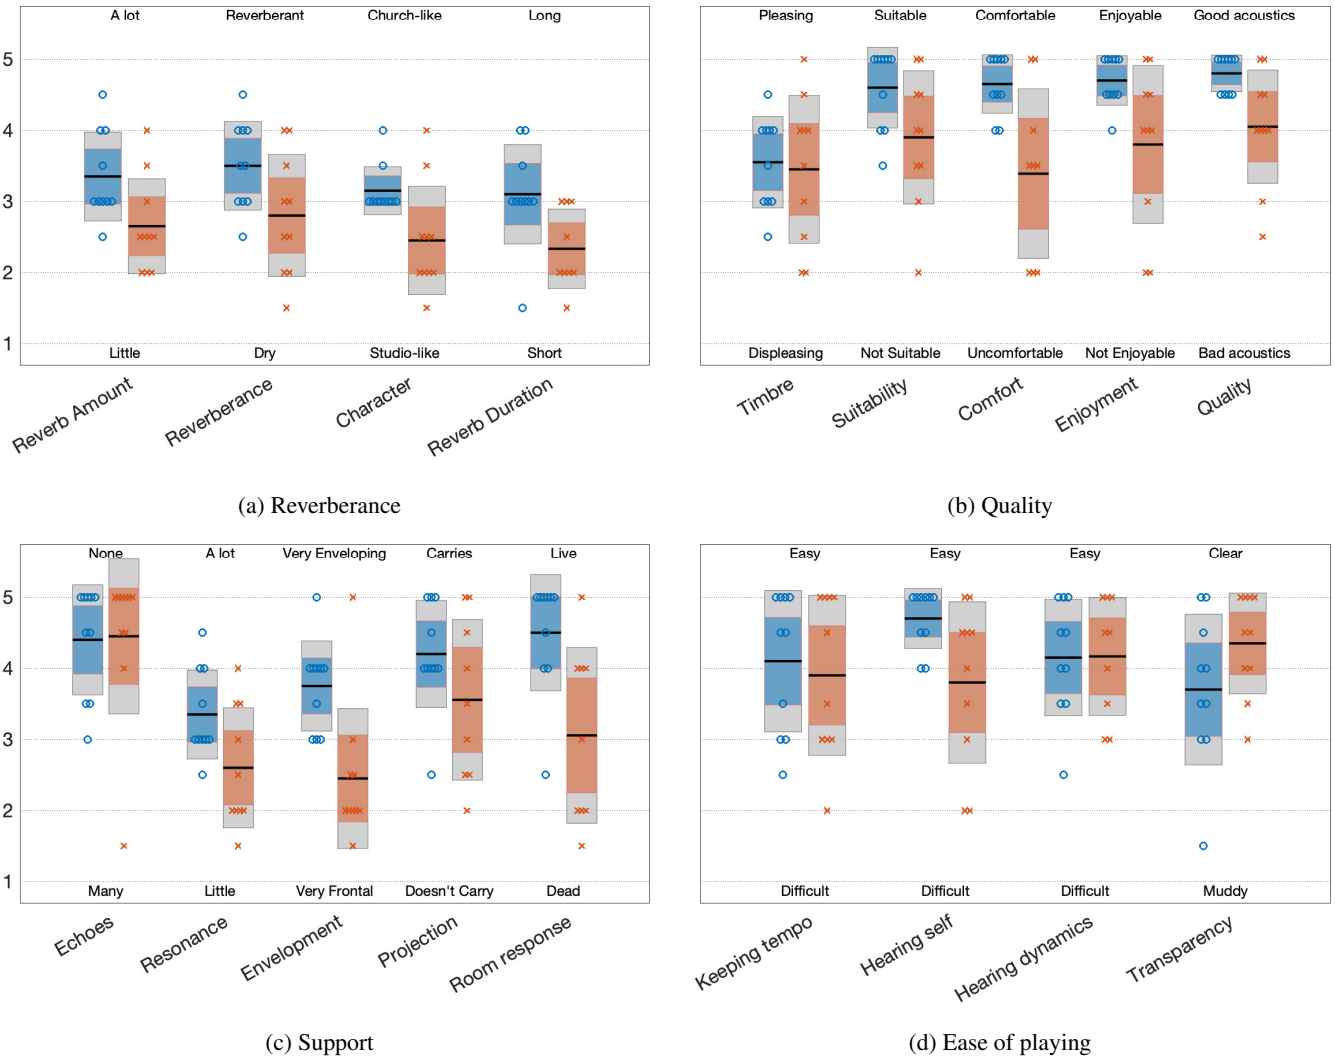 A lot Reverberant Church-like Long
5
4
3
2
1
Little Dry Studio-like Short
Reverb Amount Reverberance Character Reverb Duration
(a) Reverberance
Pleasing Suitable Comfortable Enjoyable Good acoustics
Displeasing Not Suitable Uncomfortable Not Enjoyable Bad acoustics
Timbre Suitability Comfort Enjoyment Quality
(b) Quality
None A lot Very Enveloping Carries Live
5
4
3
2
1
Many Little Very Frontal Doesn't Carry Dead
Echoes Resonance Envelopment Projection Room response
(c) Support
Easy Easy Easy Clear
Difficult Difficult Difficult Muddy
Keeping tempo Hearing self Hearing dynamics Transparency
(d) Ease of playing